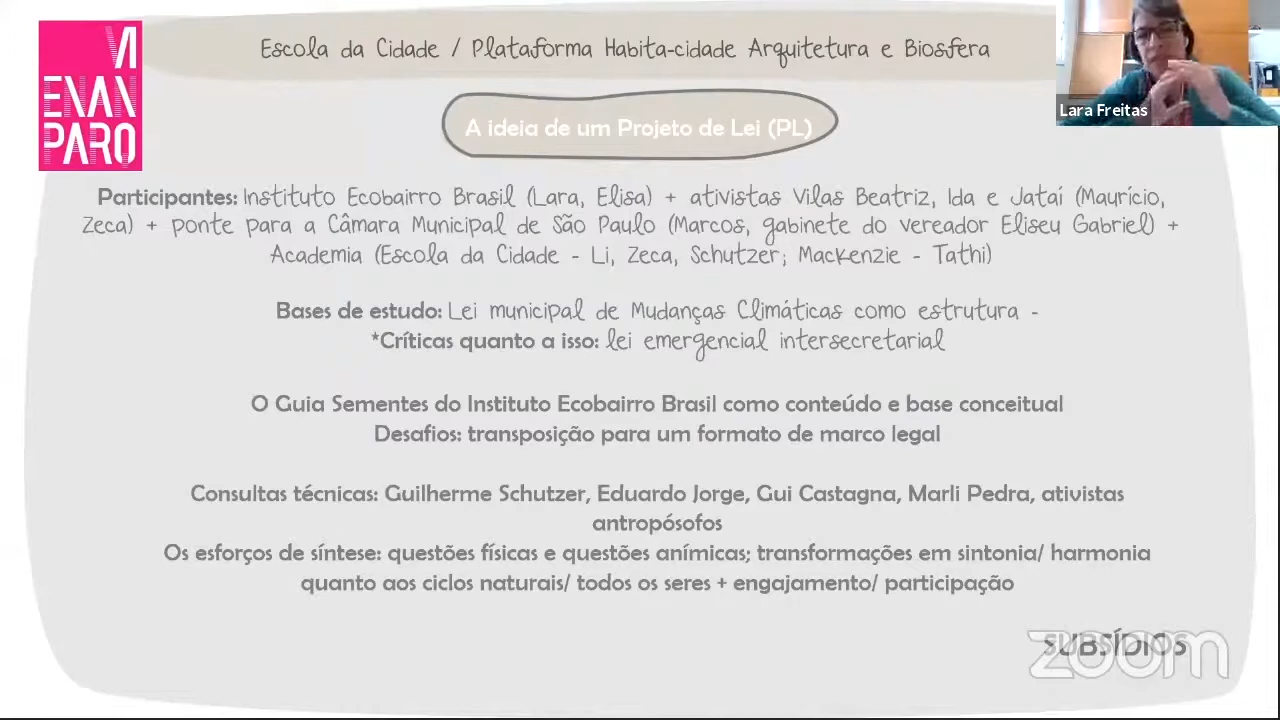 VI
ENAN
PARQ
Escola da Cidade / Plataforma Habita-cidade Arquitetura e Biosfera
Lara Freitas
A ideia de um Projeto de Lei (PL)
Participantes: Instituto Ecobairro Brasil (Lara, Elisa) + ativistas Vilas Beatriz, Ida e Jataí (Maurício,
Zeca) + ponte para a Câmara Municipal de São Paulo (Marcos, gabinete do vereador Eliseu Gabriel) +
Academia (Escola da Cidade - Li, Zeca, Schutzer; Mackenzie - Tathi)
Bases de estudo: Lei municipal de Mudanças Climáticas como estrutura -
*Críticas quanto a isso: lei emergencial intersecretarial
O Guia Sementes do Instituto Ecobairro Brasil como conteúdo e base conceitual
Desafios: transposição para um formato de marco legal
Consultas técnicas: Guilherme Schutzer, Eduardo Jorge, Gui Castagna, Marli Pedra, ativistas
antropósofos
Os esforços de síntese: questões físicas e questões anímicas; transformações em sintonia/ harmonia
quanto aos ciclos naturais/ todos os seres + engajamento/ participação
SUBSÍDIOS
zoom